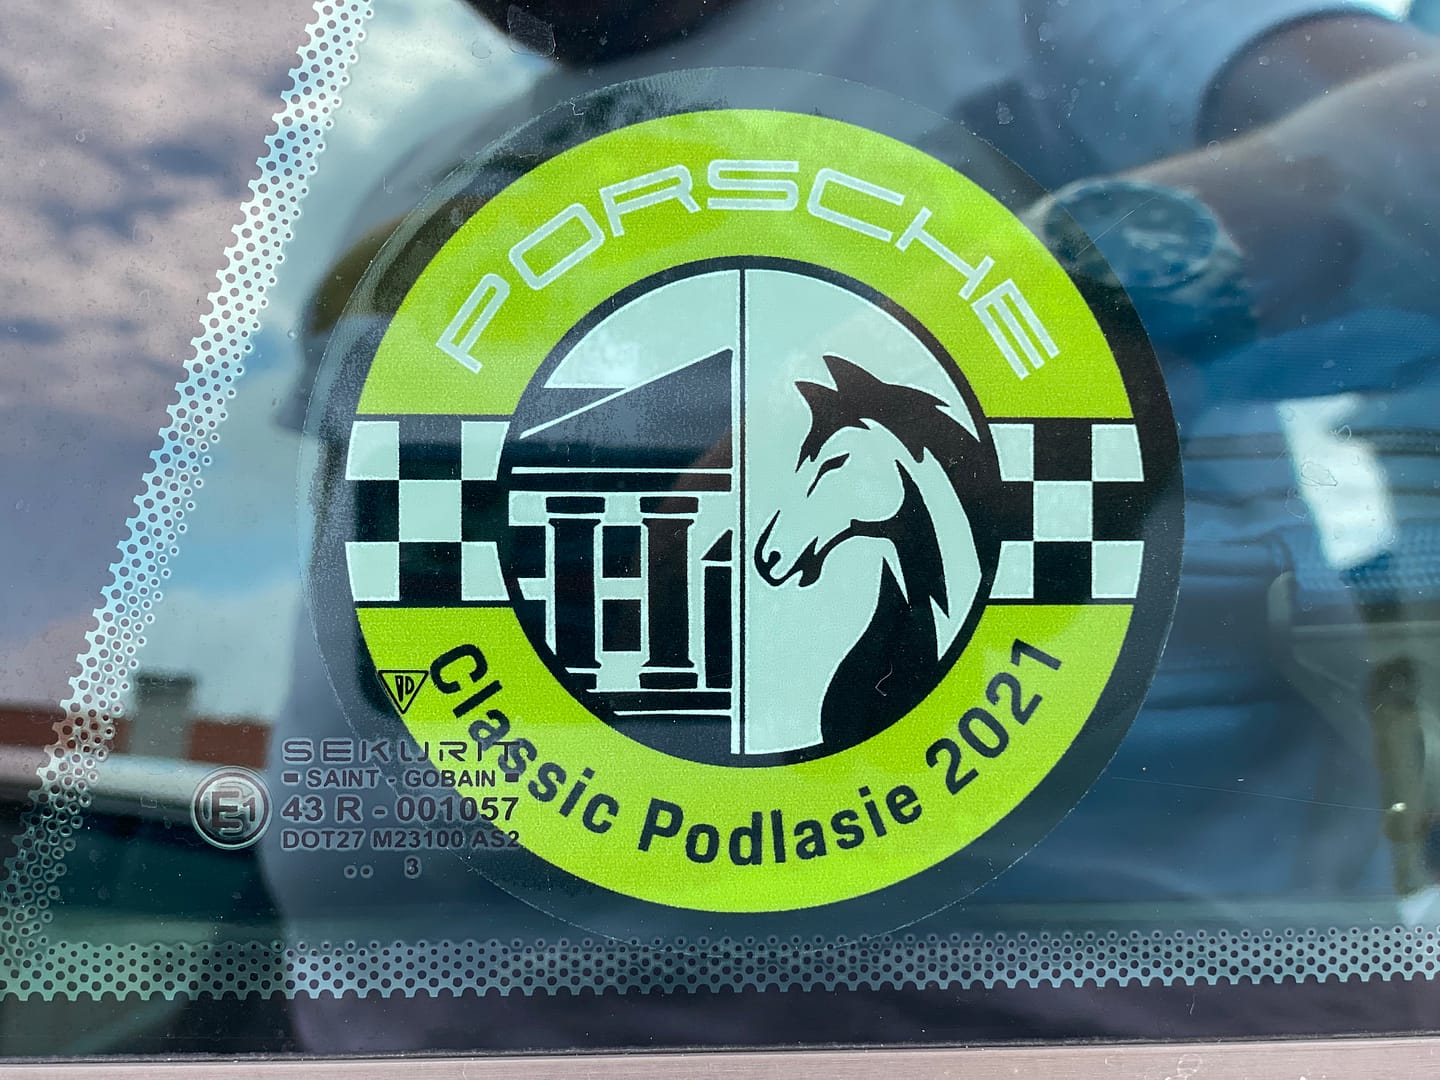 PORSCHE
Classic Podlasie 2021
SEKURIT
SAINT - GOBAIN
E1
43 R - 001057
DOT27 M23100 AS2
3